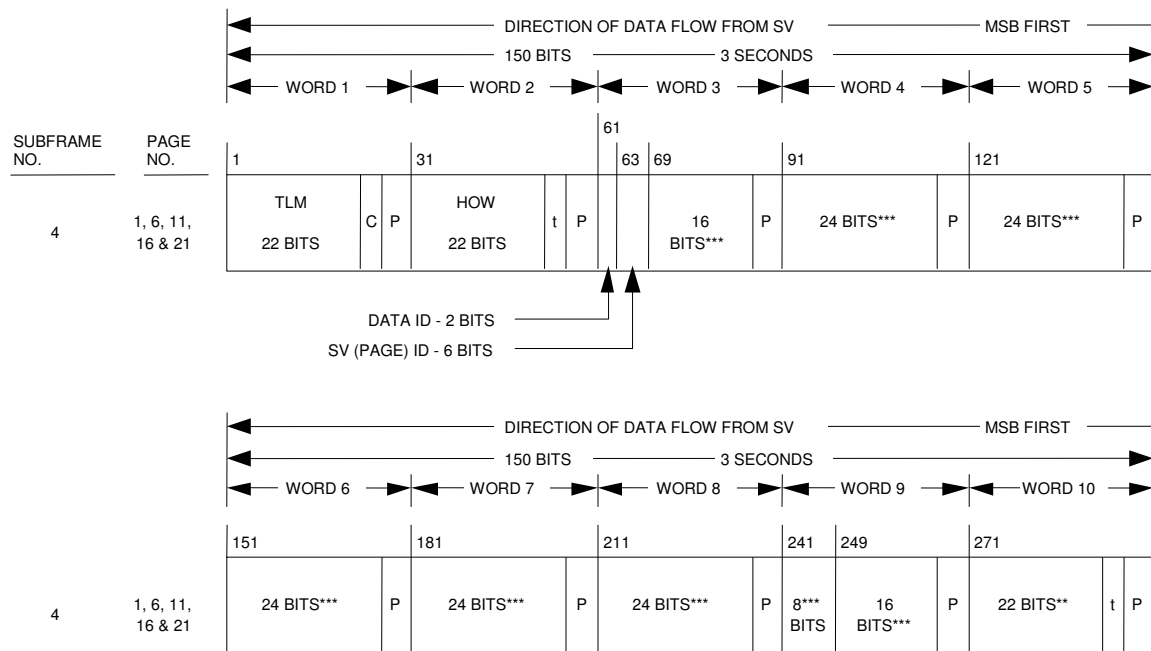 DIRECTION OF DATA FLOW FROM SV MSB FIRST
150 BITS 3 SECONDS
WORD 1 WORD 2 WORD 3 WORD 4 WORD 5
SUBFRAME NO. PAGE NO.
61
1 31 63 69 91 121
4
1, 6, 11, 16 & 21
TLM
22 BITS
C
P
HOW
22 BITS
t
P
16
BITS***
P
24 BITS***
P
24 BITS***
P
DATA ID - 2 BITS
SV (PAGE) ID - 6 BITS
DIRECTION OF DATA FLOW FROM SV MSB FIRST
150 BITS 3 SECONDS
WORD 6 WORD 7 WORD 8 WORD 9 WORD 10
151 181 211 241 249 271
4
1, 6, 11,
16 & 21
24 BITS***
P
24 BITS***
P
24 BITS***
P
8***
BITS
16
BITS***
P
22 BITS**
t
P